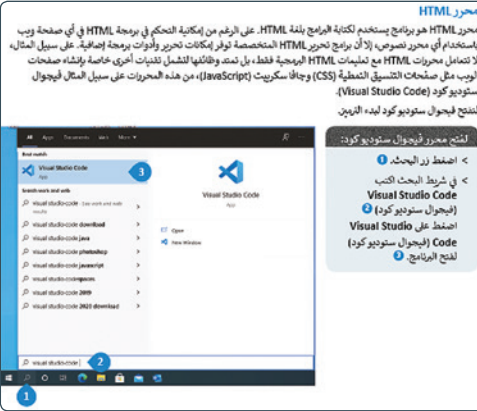 محرر HTML
محرر HTML هو برنامج يستخدم لكتابة البرامج بلغة HTML. على الرغم من إمكانية التحكم في برمجة HTML في أي صفحة ويب
باستخدام أي محرر نصوص، إلا أن برامج تحرير HTML المتخصصة توفر إمكانات تحرير وأدوات برمجة إضافية. على سبيل المثال،
لا تتعامل محررات HTML مع تعليمات HTML البرمجية فقط، بل تمتد وظائفها لتشمل تقنيات أخرى خاصة بإنشاء صفحات
الويب مثل صفحات التنسيق النمطية (CSS) وجافا سكريبت (JavaScript)، من هذه المحررات على سبيل المثال فيجوال
ستوديو كود (Visual Studio Code).
لنفتح فيجوال ستوديو كود لبدء الترميز.
لفتح محرر فيجوال ستوديو كود:
> اضغط زر البحث. 1
> في شريط البحث اكتب
Visual Studio Code
(فيجوال ستوديو كود) 2
اضغط على Visual Studio
Code (فيجوال ستوديو كود)
لفتح البرنامج. 3
All Apps Documents Web More
Best match
Visual Studio Code
App
3
Search work and web
visual studio-code - See work and web
results
visual studio-code download
visual studio-code java
visual studio-code photoshop
visual studio-code javascript
visual studio-codespaces
visual studio-code 2019
visual studio-code 2020 download
Visual Studio Code
App
Open
New Window
visual studio-code
2
1